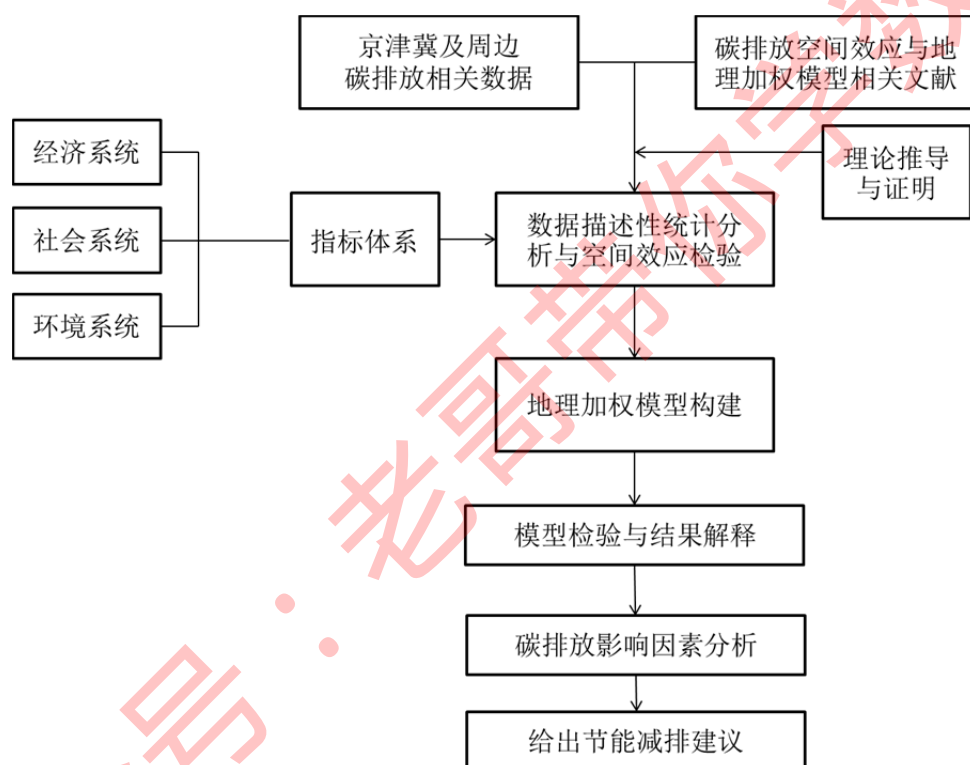 京津冀及周边
碳排放相关数据
碳排放空间效应与地
理加权模型相关文献
经济系统
理论推导
与证明
社会系统
指标体系
数据描述性统计分
析与空间效应检验
环境系统
地理加权模型构建
模型检验与结果解释
碳排放影响因素分析
给出节能减排建议
号：老哥带你学数